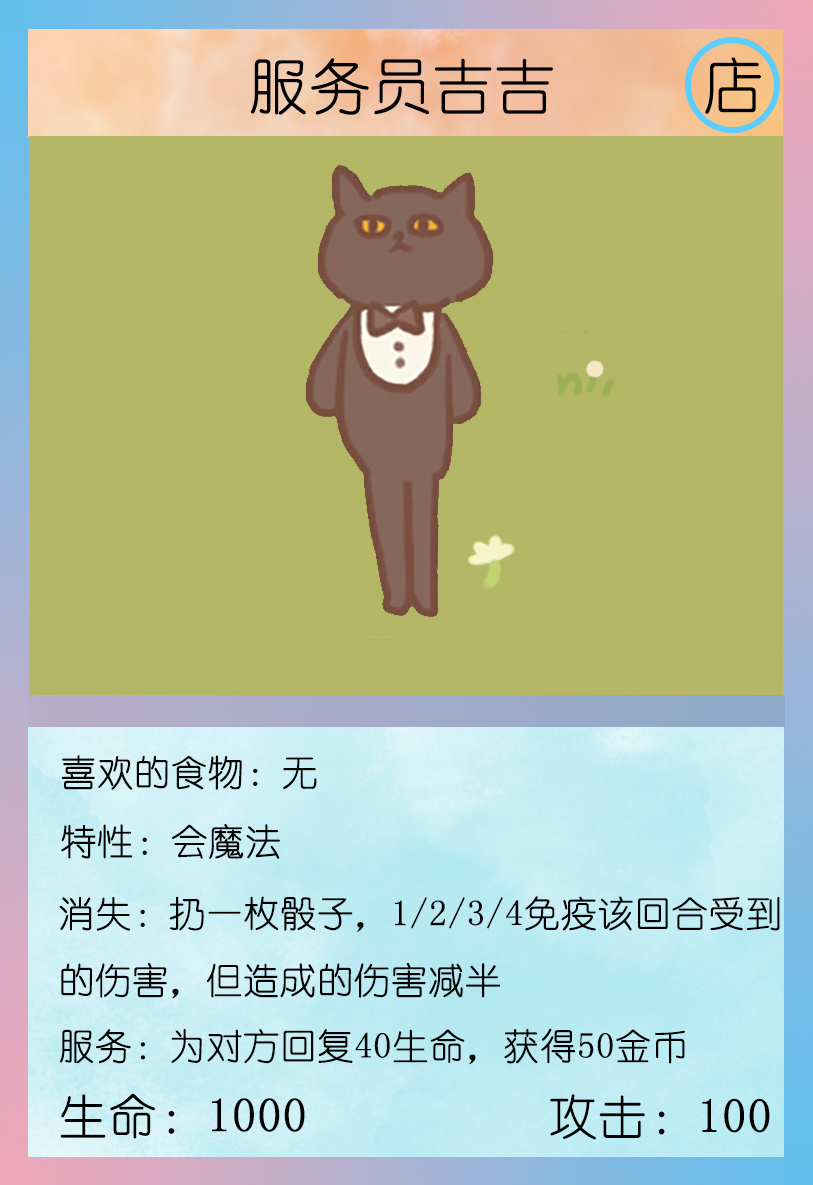 服务员吉吉
店
喜欢的食物：无
特性：会魔法
消失：扔一枚骰子，1/2/3/4免疫该回合受到
的伤害，但造成的伤害减半
服务：为对方回复40生命，获得50金币
生命：1000 攻击：100